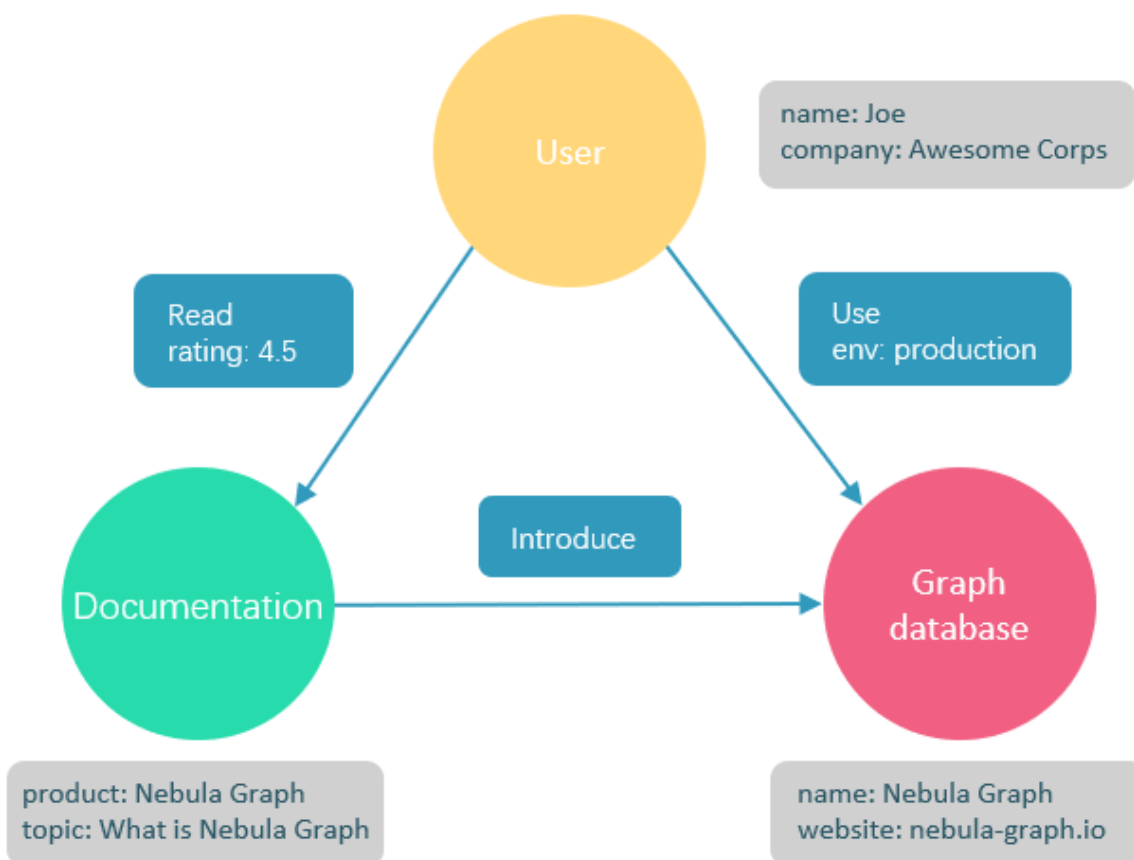 User
name: Joe
company: Awesome Corps
Read
rating: 4.5
Use
env: production
Introduce
Documentation
Graph
database
product: Nebula Graph
topic: What is Nebula Graph
name: Nebula Graph
website: nebula-graph.io